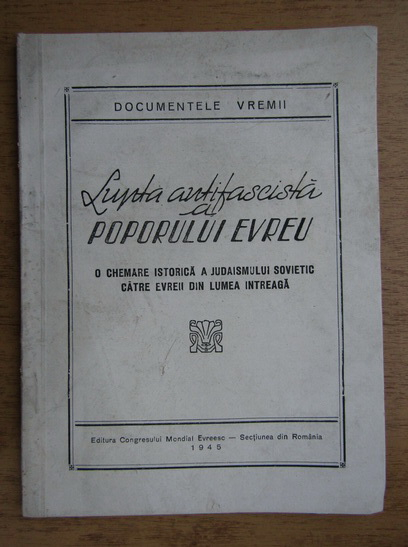 DOCUMENTELE VREMII
Lupta antifascistă
al
POPORULUI EVREU
O CHEMARE ISTORICĂ A JUDAISMULUI SOVIETIC
CĂTRE EVREII DIN LUMEA INTREAGĂ
Editura Congresului Mondial Evreesc — Secțiunea din România
1945